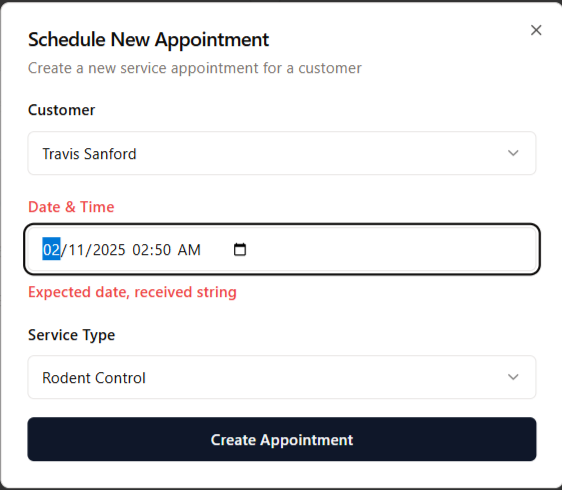 Schedule New Appointment
Create a new service appointment for a customer
Customer
Travis Sanford
Date & Time
02/11/2025 02:50 AM
Expected date, received string
Service Type
Rodent Control
Create Appointment